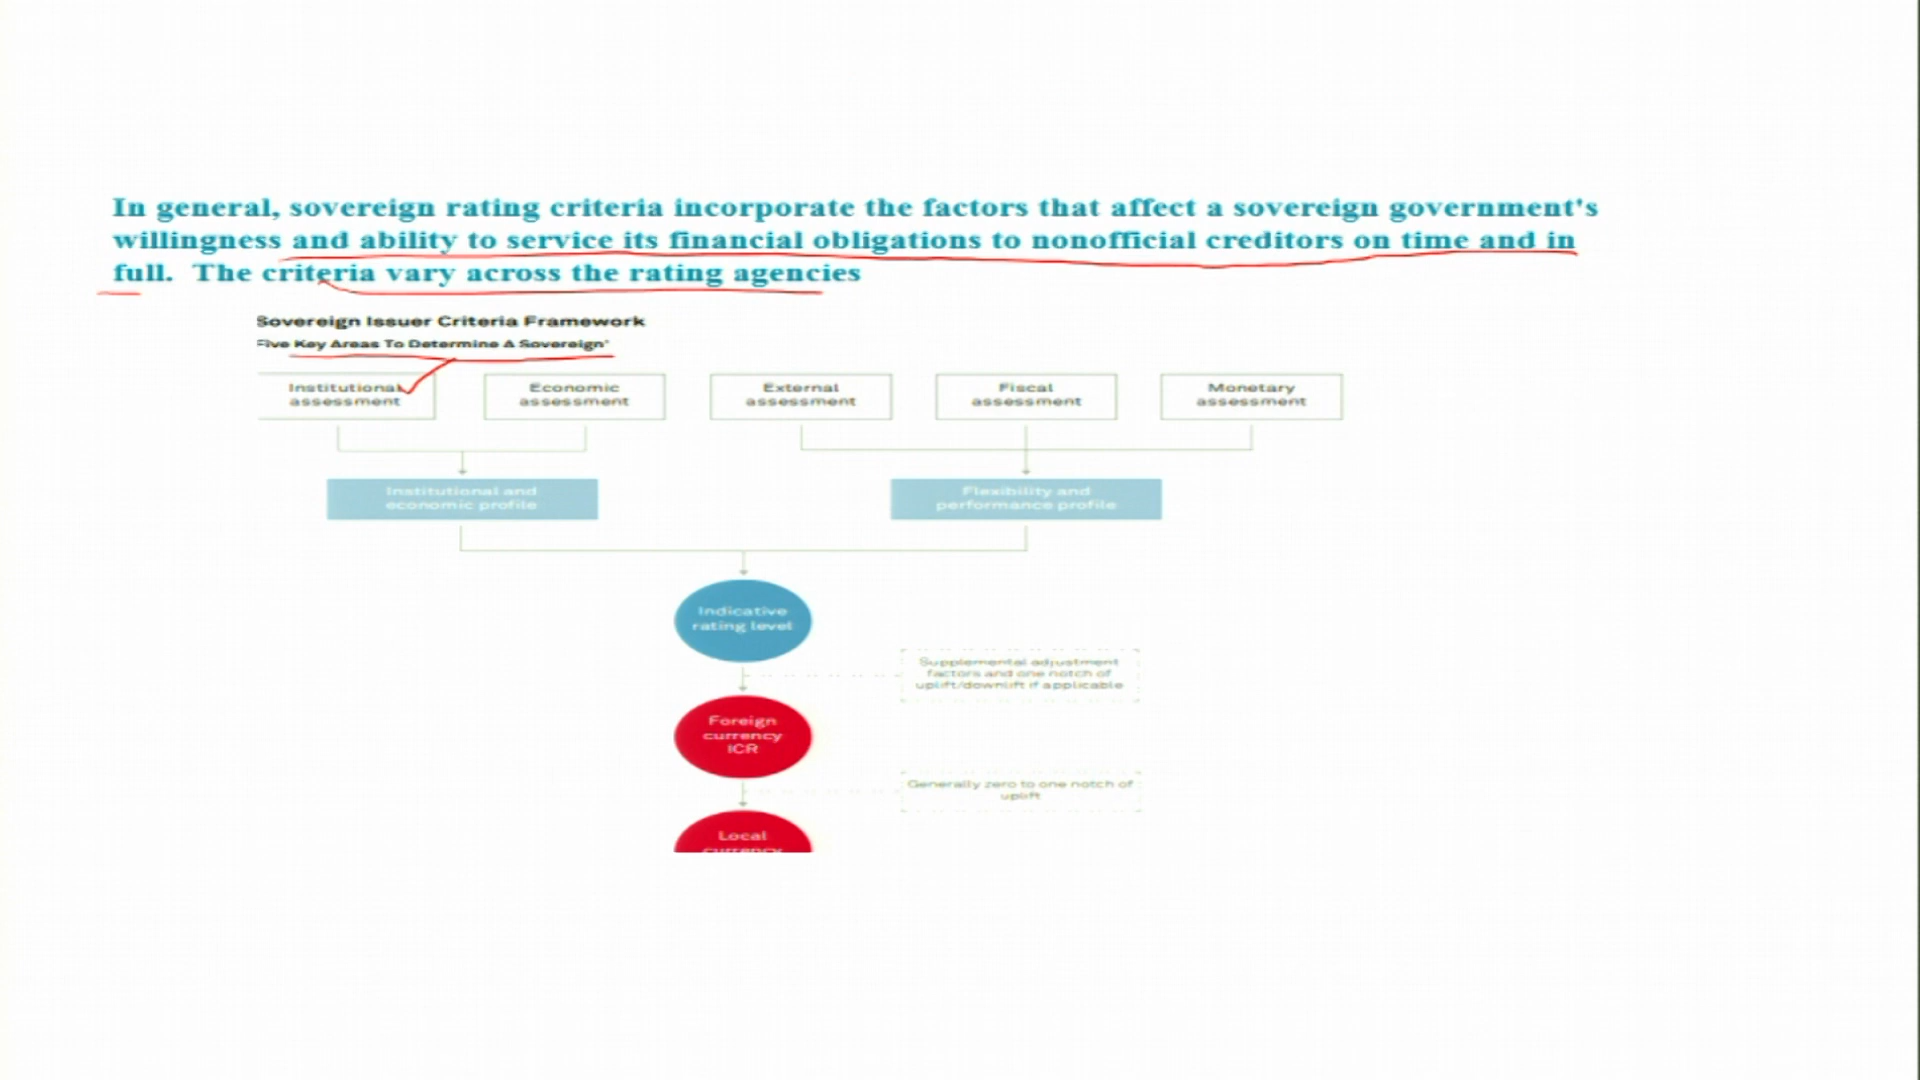 In general, sovereign rating criteria incorporate the factors that affect a sovereign government's
willingness and ability to service its financial obligations to nonofficial creditors on time and in
full. The criteria vary across the rating agencies
Sovereign Issuer Criteria Framework
Five Key Areas To Determine A Sovereign'
Institutional
assessment
Economic
assessment
External
assessment
Fiscal
assessment
Monetary
assessment
Institutional and
economic profile
Flexibility and
performance profile
Indicative
rating level
Supplemental adjustment
factors and one notch of
uplift/downlift if applicable
Foreign
currency
ICR
Generally zero to one notch of
uplift
Local
currency